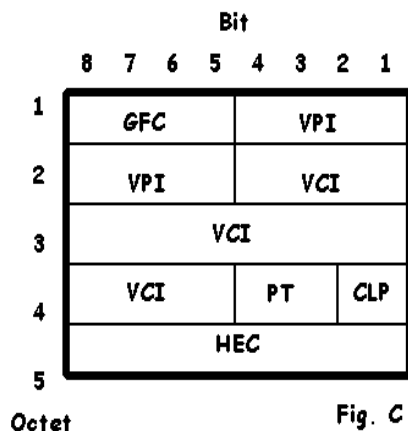 Bit
8 7 6 5 4 3 2 1
1 GFC VPI
2 VPI VCI
3 VCI
4 VCI PT CLP
HEC
5
Octet Fig. C